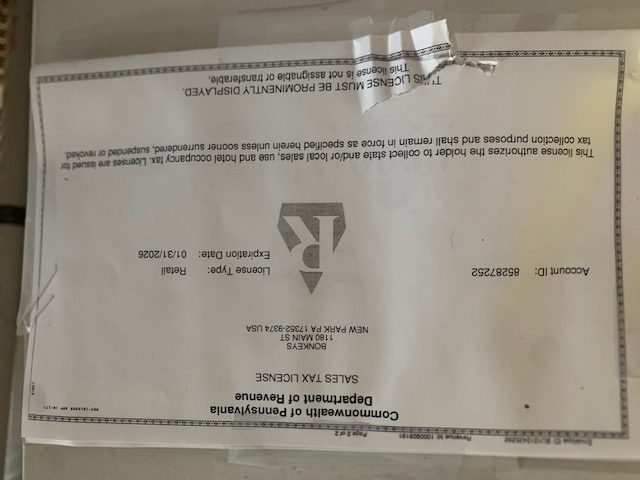 Revenue Id: 1000009191
Page 2 of 2
Commonwealth of Pennsylvania
Department of Revenue
SALES TAX LICENSE
BONKEYS
1180 MAIN ST
NEW PARK PA 17352-9374 USA
R
Account ID: 85287252
License Type: Retail
Expiration Date: 01/31/2026
This license authorizes the holder to collect state and/or local sales, use and hotel occupancy tax. Licenses are issued for
tax collection purposes and shall remain in force as specified herein unless sooner surrendered, suspended or revoked.
THIS LICENSE MUST BE PROMINENTLY DISPLAYED.
This license is not assignable or transferable.